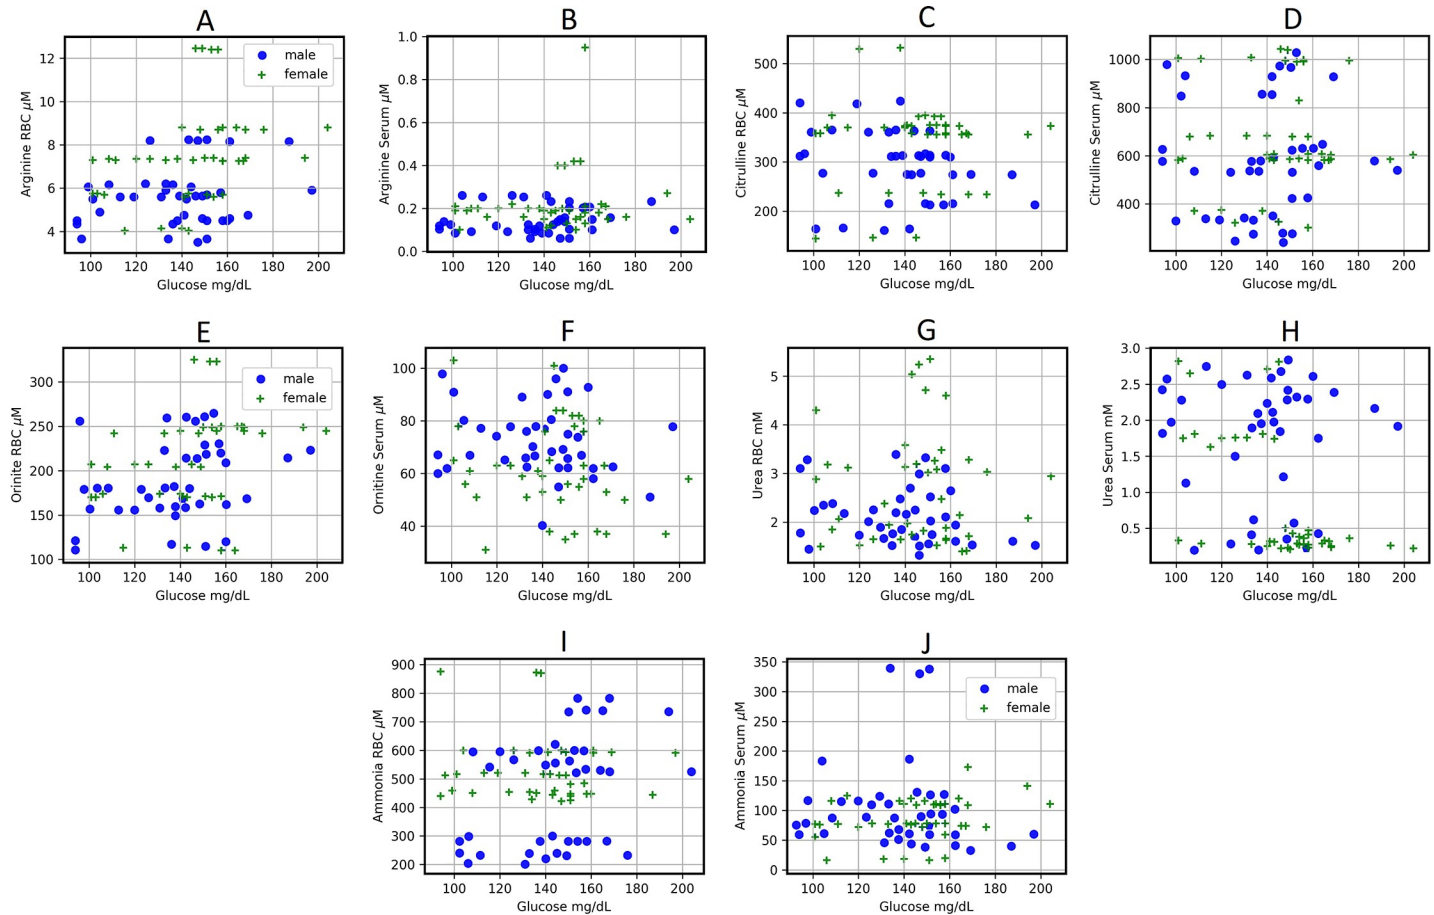 A
Arginine RBC μM
12
10
8
6
4
male
female
100 120 140 160 180 200
Glucose mg/dL
B
Arginine Serum μM
1.0
0.8
0.6
0.4
0.2
0.0
100 120 140 160 180 200
Glucose mg/dL
C
Citrulline RBC μM
500
400
300
200
100 120 140 160 180 200
Glucose mg/dL
D
Citrulline Serum μM
1000
800
600
400
100 120 140 160 180 200
Glucose mg/dL
E
Orinite RBC μM
300
250
200
150
100
male
female
100 120 140 160 180 200
Glucose mg/dL
F
Ornitine Serum μM
100
80
60
40
100 120 140 160 180 200
Glucose mg/dL
G
Urea RBC mM
5
4
3
2
100 120 140 160 180 200
Glucose mg/dL
H
Urea Serum mM
3.0
2.5
2.0
1.5
1.0
0.5
100 120 140 160 180 200
Glucose mg/dL
I
Ammonia RBC μM
900
800
700
600
500
400
300
200
100 120 140 160 180 200
Glucose mg/dL
J
Ammonia Serum μM
350
300
250
200
150
100
50
0
male
female
100 120 140 160 180 200
Glucose mg/dL